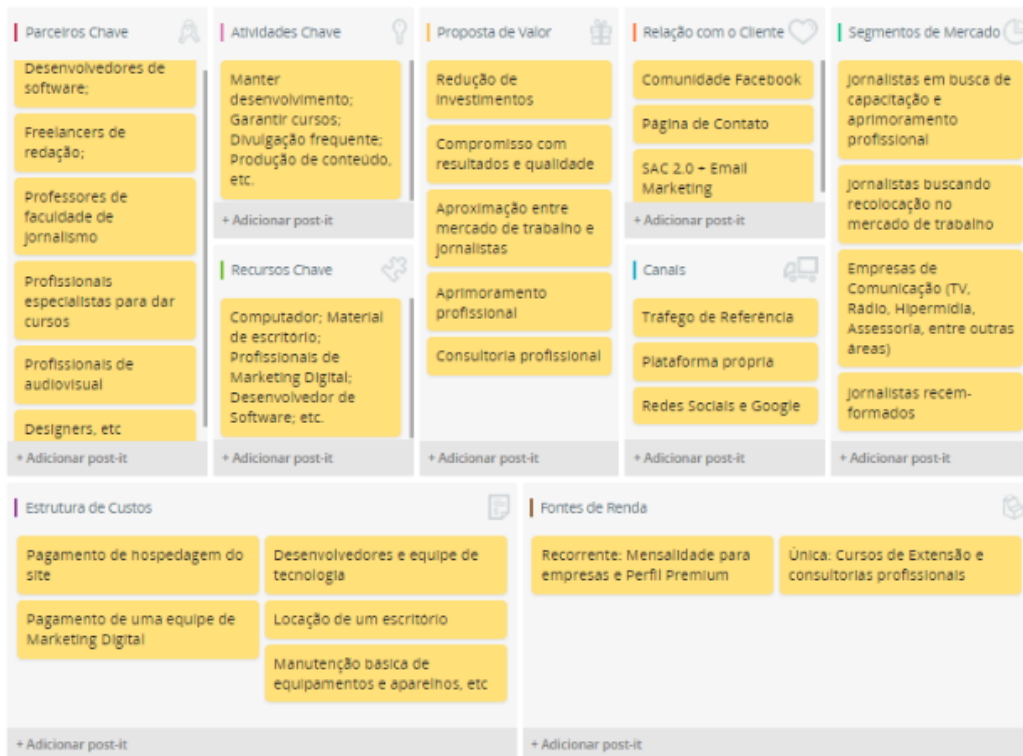 Parceiros Chave
Desenvolvedores de
software;
Freelancers de
redação;
Professores de
faculdade de
jornalismo
Profissionais
especialistas para dar
cursos
Profissionais de
audiovisual
Designers, etc
+ Adicionar post-it
Atividades Chave
Manter
desenvolvimento;
Garantir cursos;
Divulgação frequente;
Produção de conteúdo,
etc.
+ Adicionar post-it
Recursos Chave
Computador; Material
de escritório;
Profissionais de
Marketing Digital;
Desenvolvedor de
Software; etc.
+ Adicionar post-it
Proposta de Valor
Redução de
investimentos
Compromisso com
resultados e qualidade
Aproximação entre
mercado de trabalho e
jornalistas
Aprimoramento
profissional
Consultoria profissional
+ Adicionar post-it
Relação com o Cliente
Comunidade Facebook
Página de Contato
SAC 2.0 + Email
Marketing
+ Adicionar post-it
Canais
Trafego de Referência
Plataforma própria
Redes Sociais e Google
+ Adicionar post-it
Segmentos de Mercado
Jornalistas em busca de
capacitação e
aprimoramento
profissional
Jornalistas buscando
recolocação no
mercado de trabalho
Empresas de
Comunicação (TV,
Rádio, Hipermídia,
Assessoria, entre outras
áreas)
Jornalistas recém-
formados
+ Adicionar post-it
Estrutura de Custos
Pagamento de hospedagem do
site
Pagamento de uma equipe de
Marketing Digital
Desenvolvedores e equipe de
tecnologia
Locação de um escritório
Manutenção básica de
equipamentos e aparelhos, etc
+ Adicionar post-it
Fontes de Renda
Recorrente: Mensalidade para
empresas e Perfil Premium
Única: Cursos de Extensão e
consultorias profissionais
+ Adicionar post-it